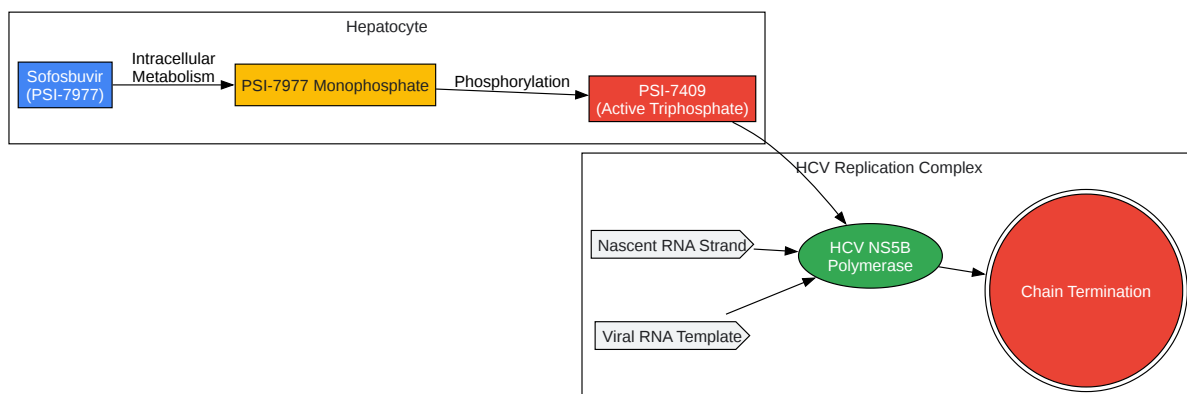 Hepatocyte
Sofosbuvir
(PSI-7977)
Intracellular
Metabolism
PSI-7977 Monophosphate
Phosphorylation
PSI-7409
(Active Triphosphate)
HCV Replication Complex
Nascent RNA Strand
HCV NS5B
Polymerase
Chain Termination
Viral RNA Template